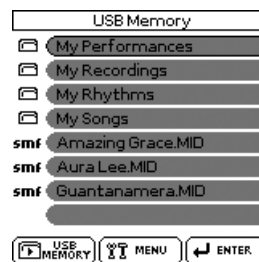 USB Memory
My Performances
My Recordings
My Rhythms
My Songs
smf Amazing Grace.MID
smf Aura Lee.MID
smf Guantanamera.MID
USB MEMORY MENU ENTER